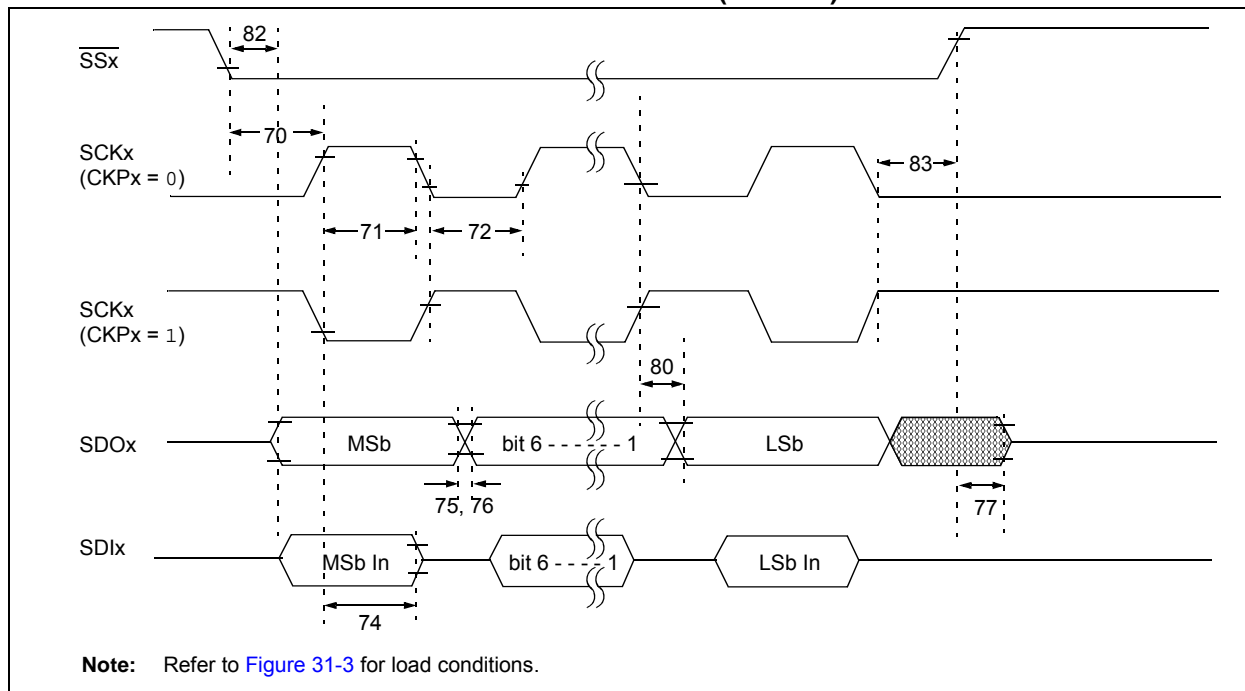 82
SSx
70
SCKx
(CKPx = 0)
83
71
72
SCKx
(CKPx = 1)
80
SDOx
MSb
bit 6 - - - - - - 1
LSb
75, 76
77
SDIx
MSb In
bit 6 - - - - 1
LSb In
74
Note: Refer to Figure 31-3 for load conditions.